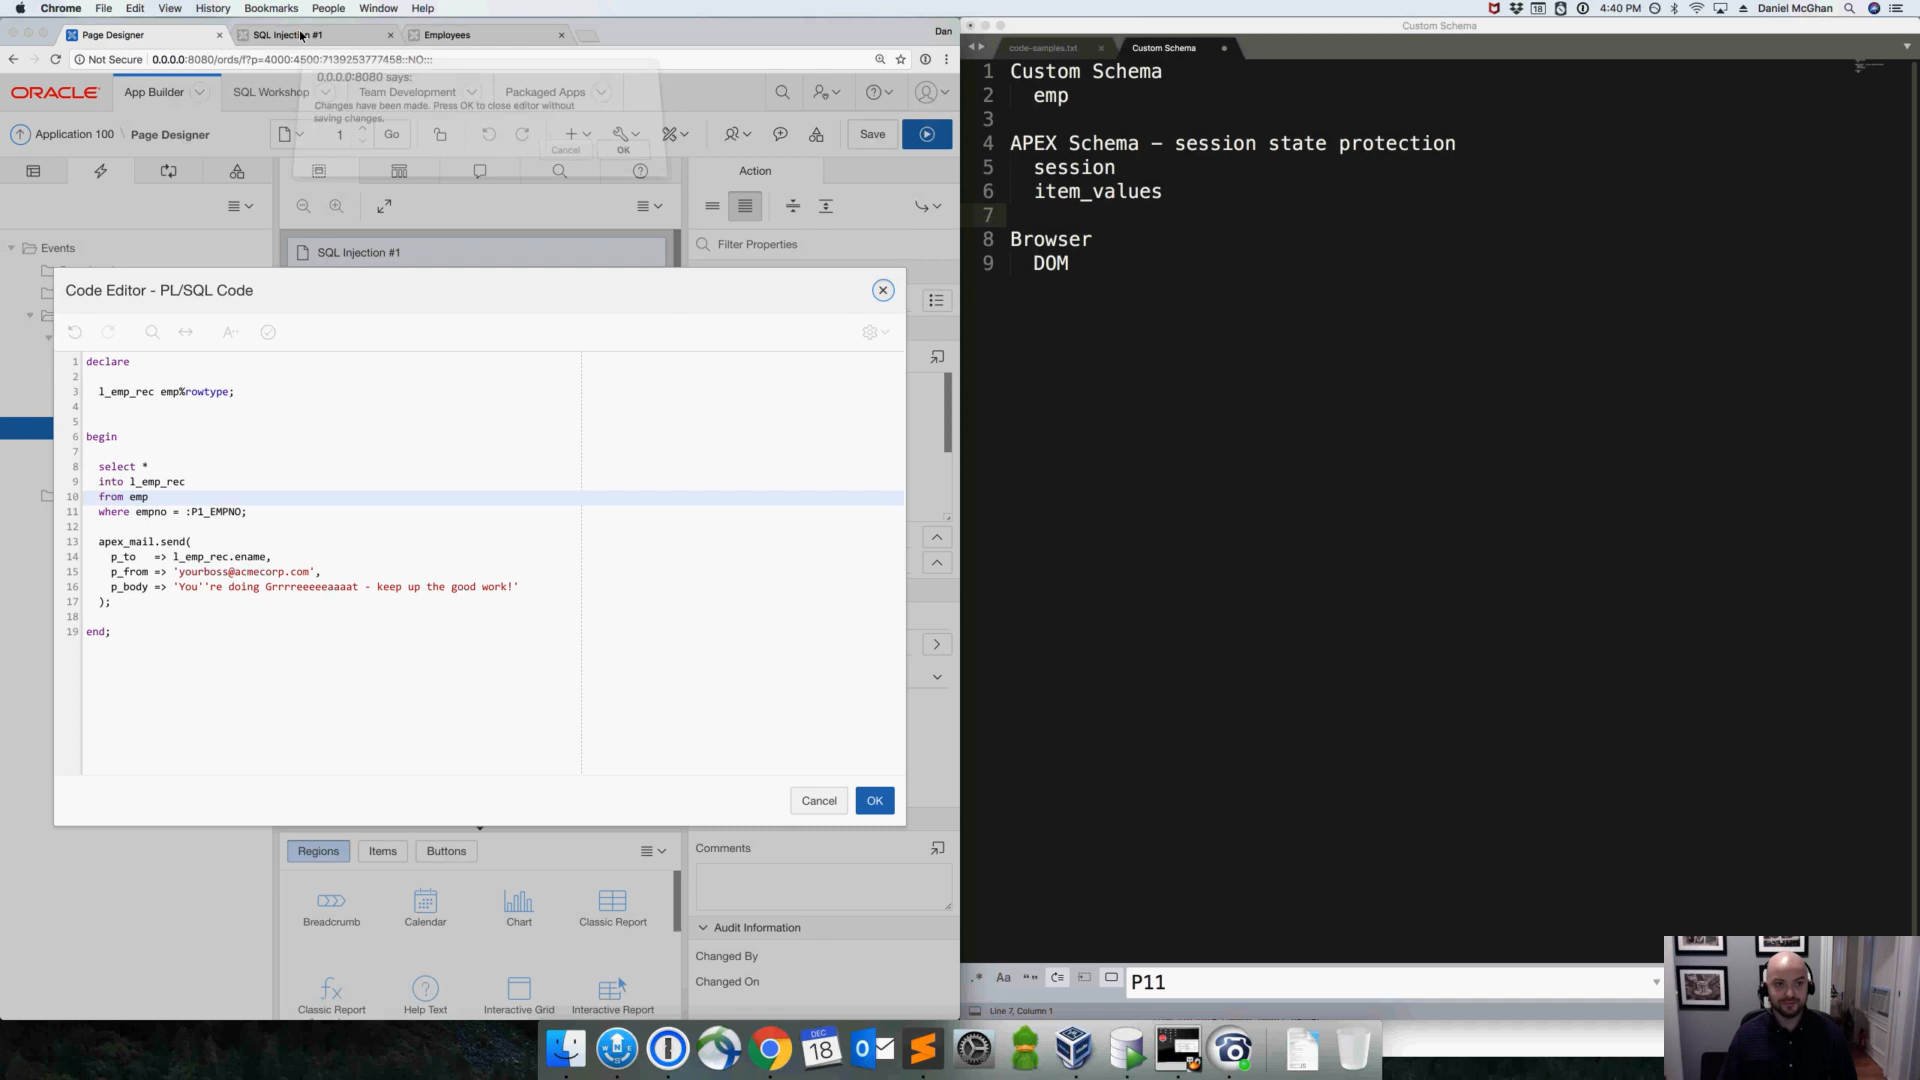 Chrome File Edit View History Bookmarks People Window Help
18 4:40 PM Daniel McGhan
Page Designer × SQL Injection #1 × Employees × Dan
Not Secure 0.0.0.0:8080/ords/f?p=4000:4500:7139253777458::NO:::
0.0.0.0:8080 says:
Changes have been made. Press OK to close editor without
saving changes.
Cancel OK
ORACLE App Builder SQL Workshop Team Development Packaged Apps
Application 100 \ Page Designer 1 Go Save
Action
Filter Properties
Events
SQL Injection #1
Code Editor - PL/SQL Code
1 declare
2
3 l_emp_rec emp%rowtype;
4
5
6 begin
7
8 select *
9 into l_emp_rec
10 from emp
11 where empno = :P1_EMPNO;
12
13 apex_mail.send(
14 p_to => l_emp_rec.ename,
15 p_from => 'yourboss@acmecorp.com',
16 p_body => 'You''re doing Grrrreeeeeaaaat - keep up the good work!'
17 );
18
19 end;
Cancel OK
Regions Items Buttons
Breadcrumb Calendar Chart Classic Report
Classic Report Help Text Interactive Grid Interactive Report
Comments
Audit Information
Changed By
Changed On
Custom Schema
code-samples.txt × Custom Schema
1 Custom Schema
2 emp
3
4 APEX Schema – session state protection
5 session
6 item_values
7
8 Browser
9 DOM
.* Aa “” P11
Line 7, Column 1
DEC
18